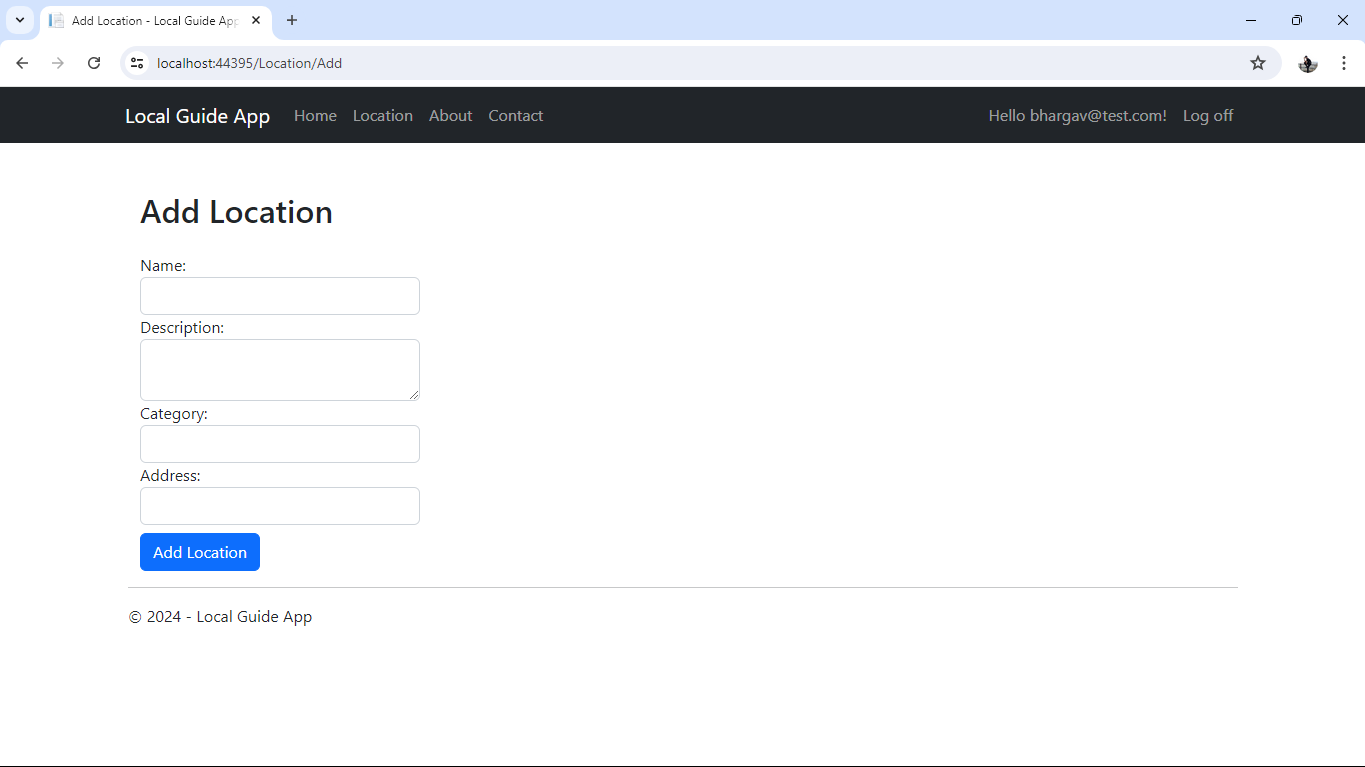 Add Location - Local Guide App
localhost:44395/Location/Add
Local Guide App Home Location About Contact Hello bhargav@test.com! Log off
Add Location
Name:
Description:
Category:
Address:
Add Location
© 2024 - Local Guide App